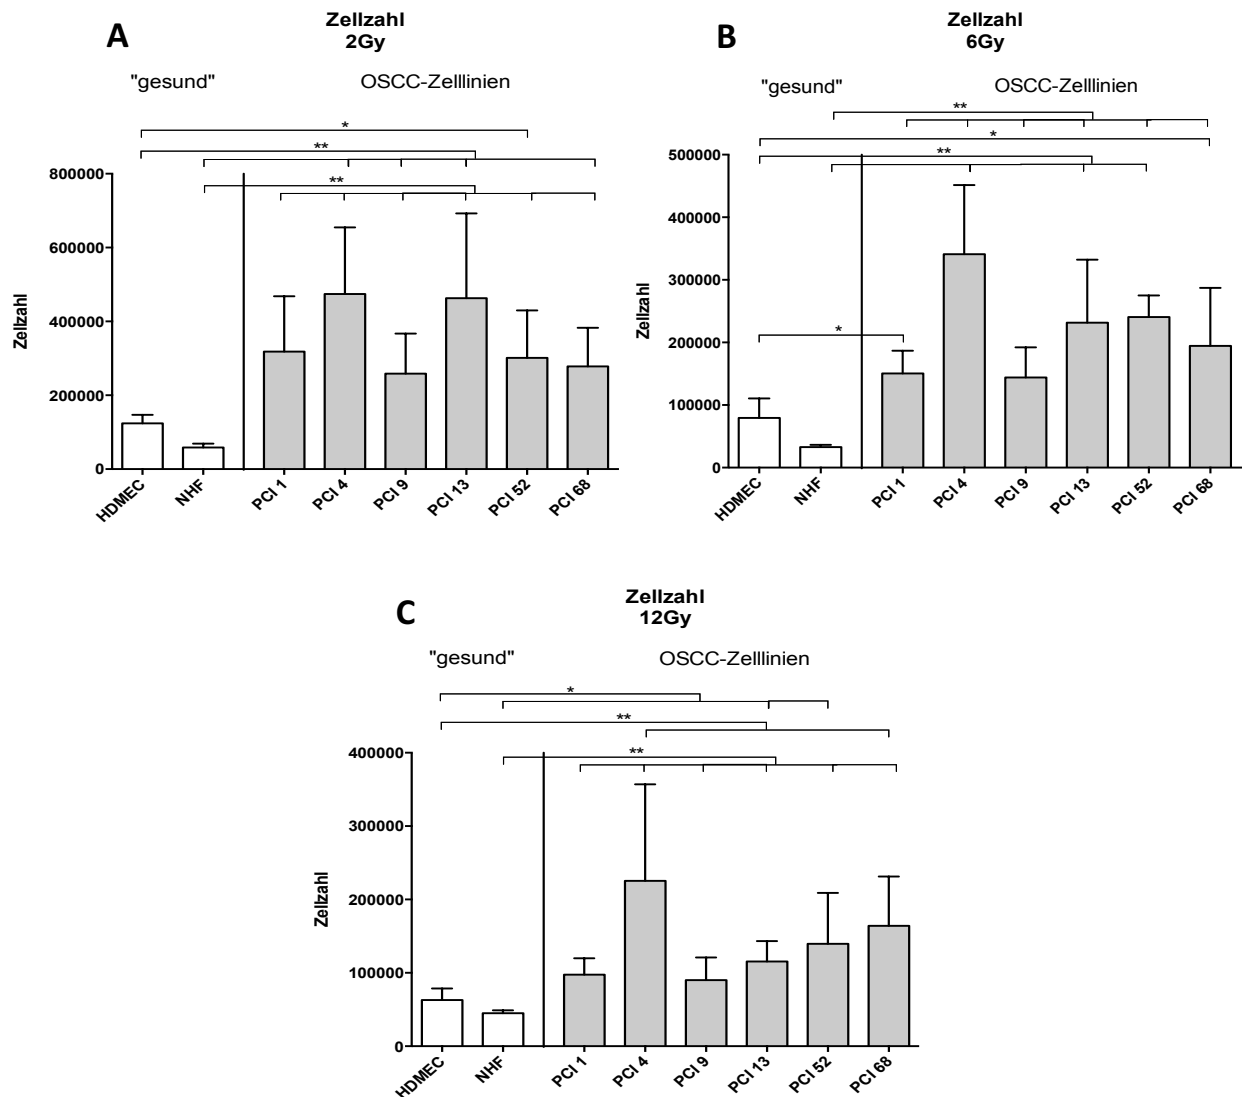 A
Zellzahl
2Gy
"gesund"
OSCC-Zelllinien
*
**
**
800000
600000
400000
200000
0
Zellzahl
HDMEC
NHF
PCI 1
PCI 4
PCI 9
PCI 13
PCI 52
PCI 68
B
Zellzahl
6Gy
"gesund"
OSCC-Zelllinien
**
*
**
*
500000
400000
300000
200000
100000
0
Zellzahl
HDMEC
NHF
PCI 1
PCI 4
PCI 9
PCI 13
PCI 52
PCI 68
C
Zellzahl
12Gy
"gesund"
OSCC-Zelllinien
*
**
**
400000
300000
200000
100000
0
Zellzahl
HDMEC
NHF
PCI 1
PCI 4
PCI 9
PCI 13
PCI 52
PCI 68